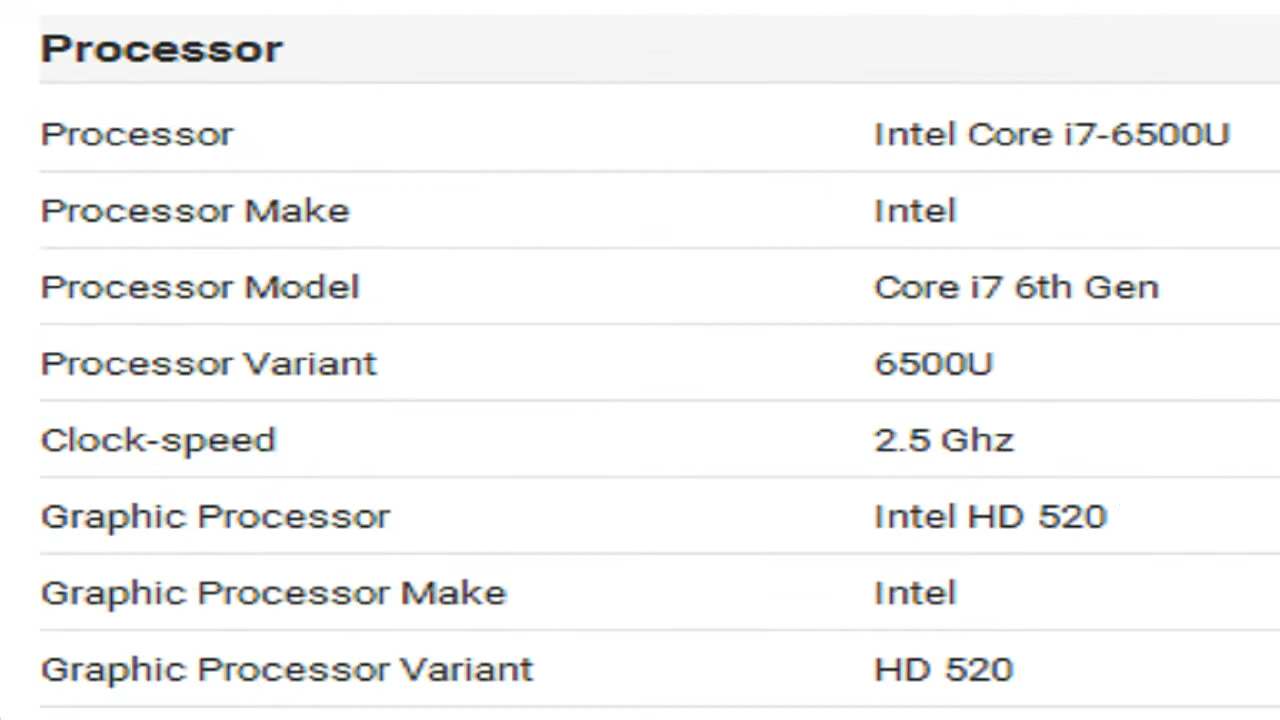 Processor
Processor Intel Core i7-6500U
Processor Make Intel
Processor Model Core i7 6th Gen
Processor Variant 6500U
Clock-speed 2.5 Ghz
Graphic Processor Intel HD 520
Graphic Processor Make Intel
Graphic Processor Variant HD 520